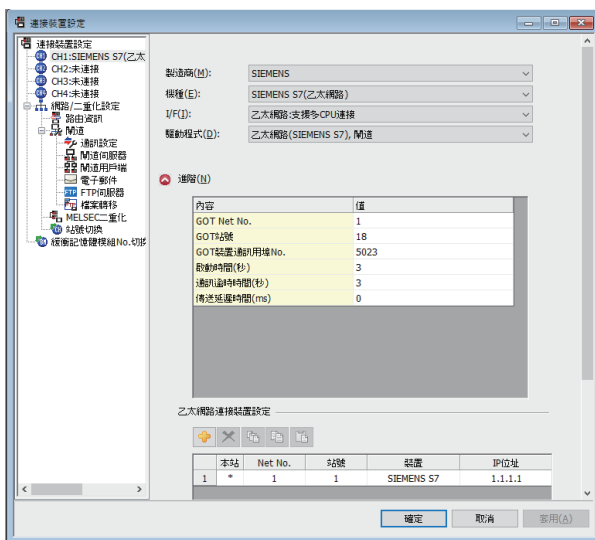 連接裝置設定
連接裝置設定
CH1:SIEMENS S7(乙太
CH2:未連接
CH3:未連接
CH4:未連接
網路/二重化設定
路由資訊
閘道
通訊設定
閘道伺服器
閘道用戶端
電子郵件
FTP伺服器
檔案轉移
MELSEC二重化
站號切換
緩衝記憶體模組No.切換
製造商(M): SIEMENS
機種(E): SIEMENS S7(乙太網路)
I/F(I): 乙太網路:支援多CPU連接
驅動程式(D): 乙太網路(SIEMENS S7), 閘道
進階(N)
內容 值
GOT Net No. 1
GOT站號 18
GOT裝置通訊用埠No. 5023
啟動時間(秒) 3
通訊逾時時間(秒) 3
傳送延遲時間(ms) 0
乙太網路連接裝置設定
本站 Net No. 站號 裝置 IP位址
1 * 1 1 SIEMENS S7 1.1.1.1
確定 取消 套用(A)